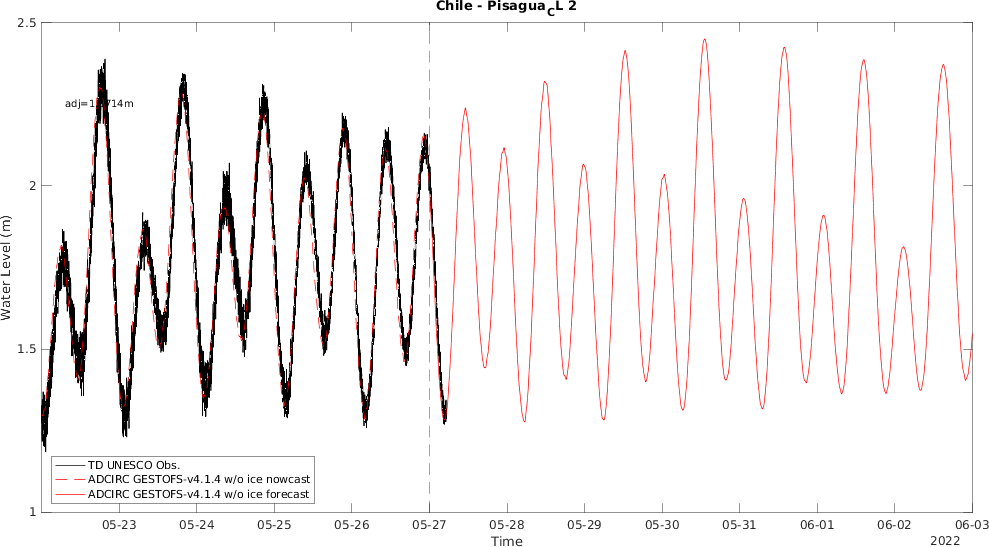 Chile - Pisagua_CL 2
2.5
2
1.5
1
Water Level (m)
TD UNESCO Obs.
ADCIRC GESTOFS-v4.1.4 w/o ice nowcast
ADCIRC GESTOFS-v4.1.4 w/o ice forecast
05-23 05-24 05-25 05-26 05-27 05-28 05-29 05-30 05-31 06-01 06-02 06-03
Time
2022